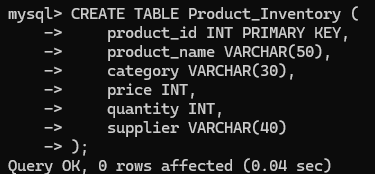 mysql> CREATE TABLE Product_Inventory (
    ->     product_id INT PRIMARY KEY,
    ->     product_name VARCHAR(50),
    ->     category VARCHAR(30),
    ->     price INT,
    ->     quantity INT,
    ->     supplier VARCHAR(40)
    -> );
Query OK, 0 rows affected (0.04 sec)